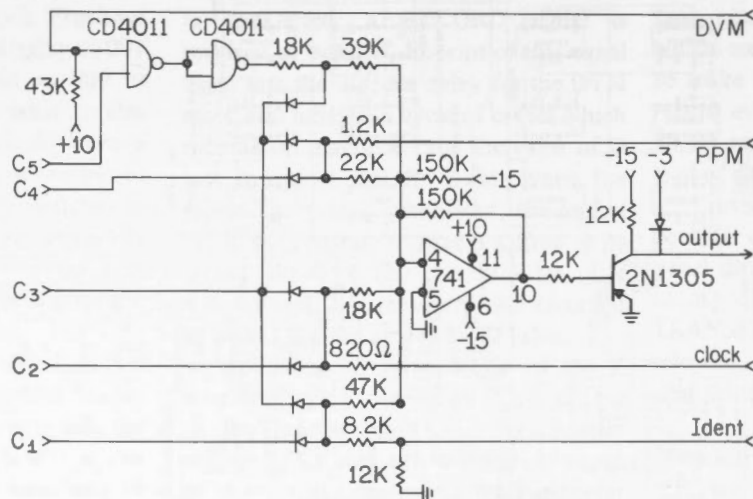 DVM
CD4011 CD4011
18K 39K
43K
+10
C5
C4
1.2K
PPM
22K 150K -15
150K
-15 -3
+10
12K
output
4 11
741
5 6 10
12K
2N1305
-15
C3
18K
820Ω
C2
clock
47K
C1
8.2K
Ident
12K